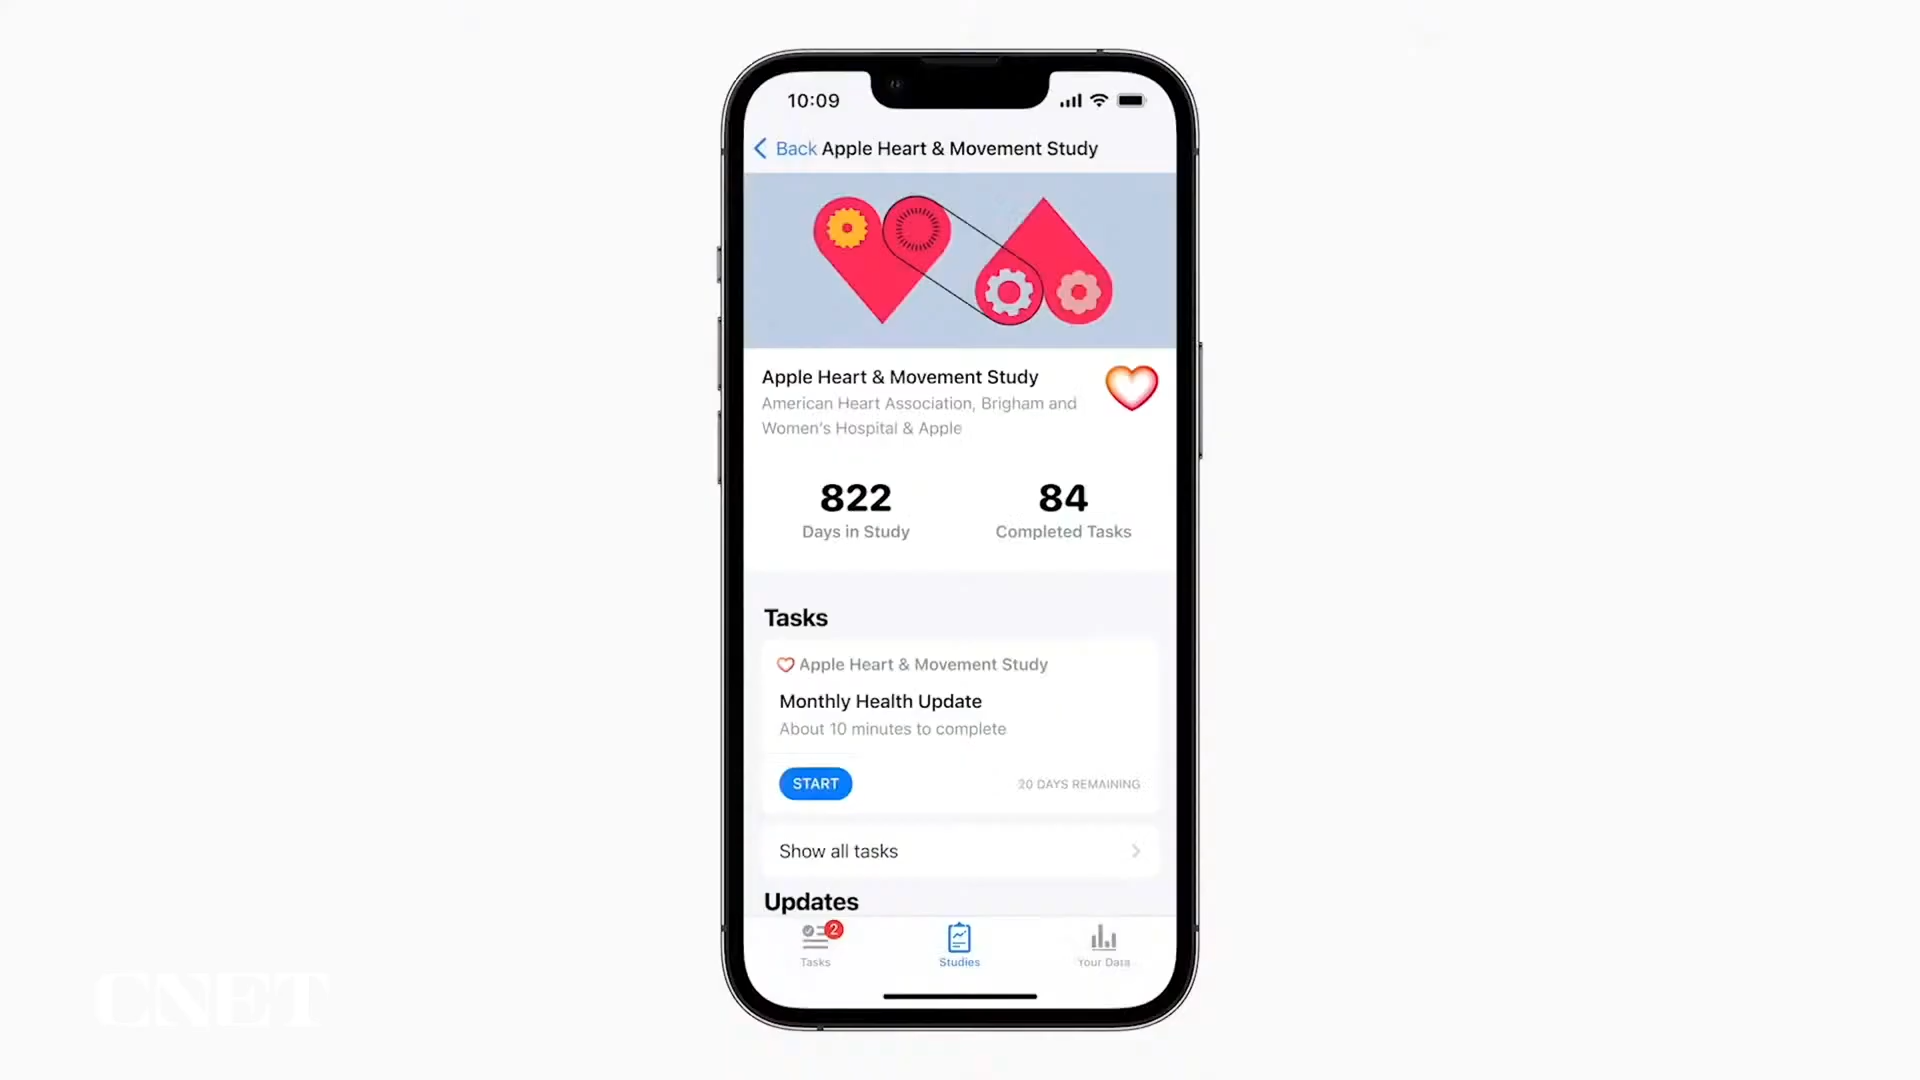 10:09
Back Apple Heart & Movement Study
Apple Heart & Movement Study
American Heart Association, Brigham and
Women's Hospital & Apple
822 84
Days in Study Completed Tasks
Tasks
Apple Heart & Movement Study
Monthly Health Update
About 10 minutes to complete
START 20 DAYS REMAINING
Show all tasks
Updates
2
Tasks Studies Your Data
CNET